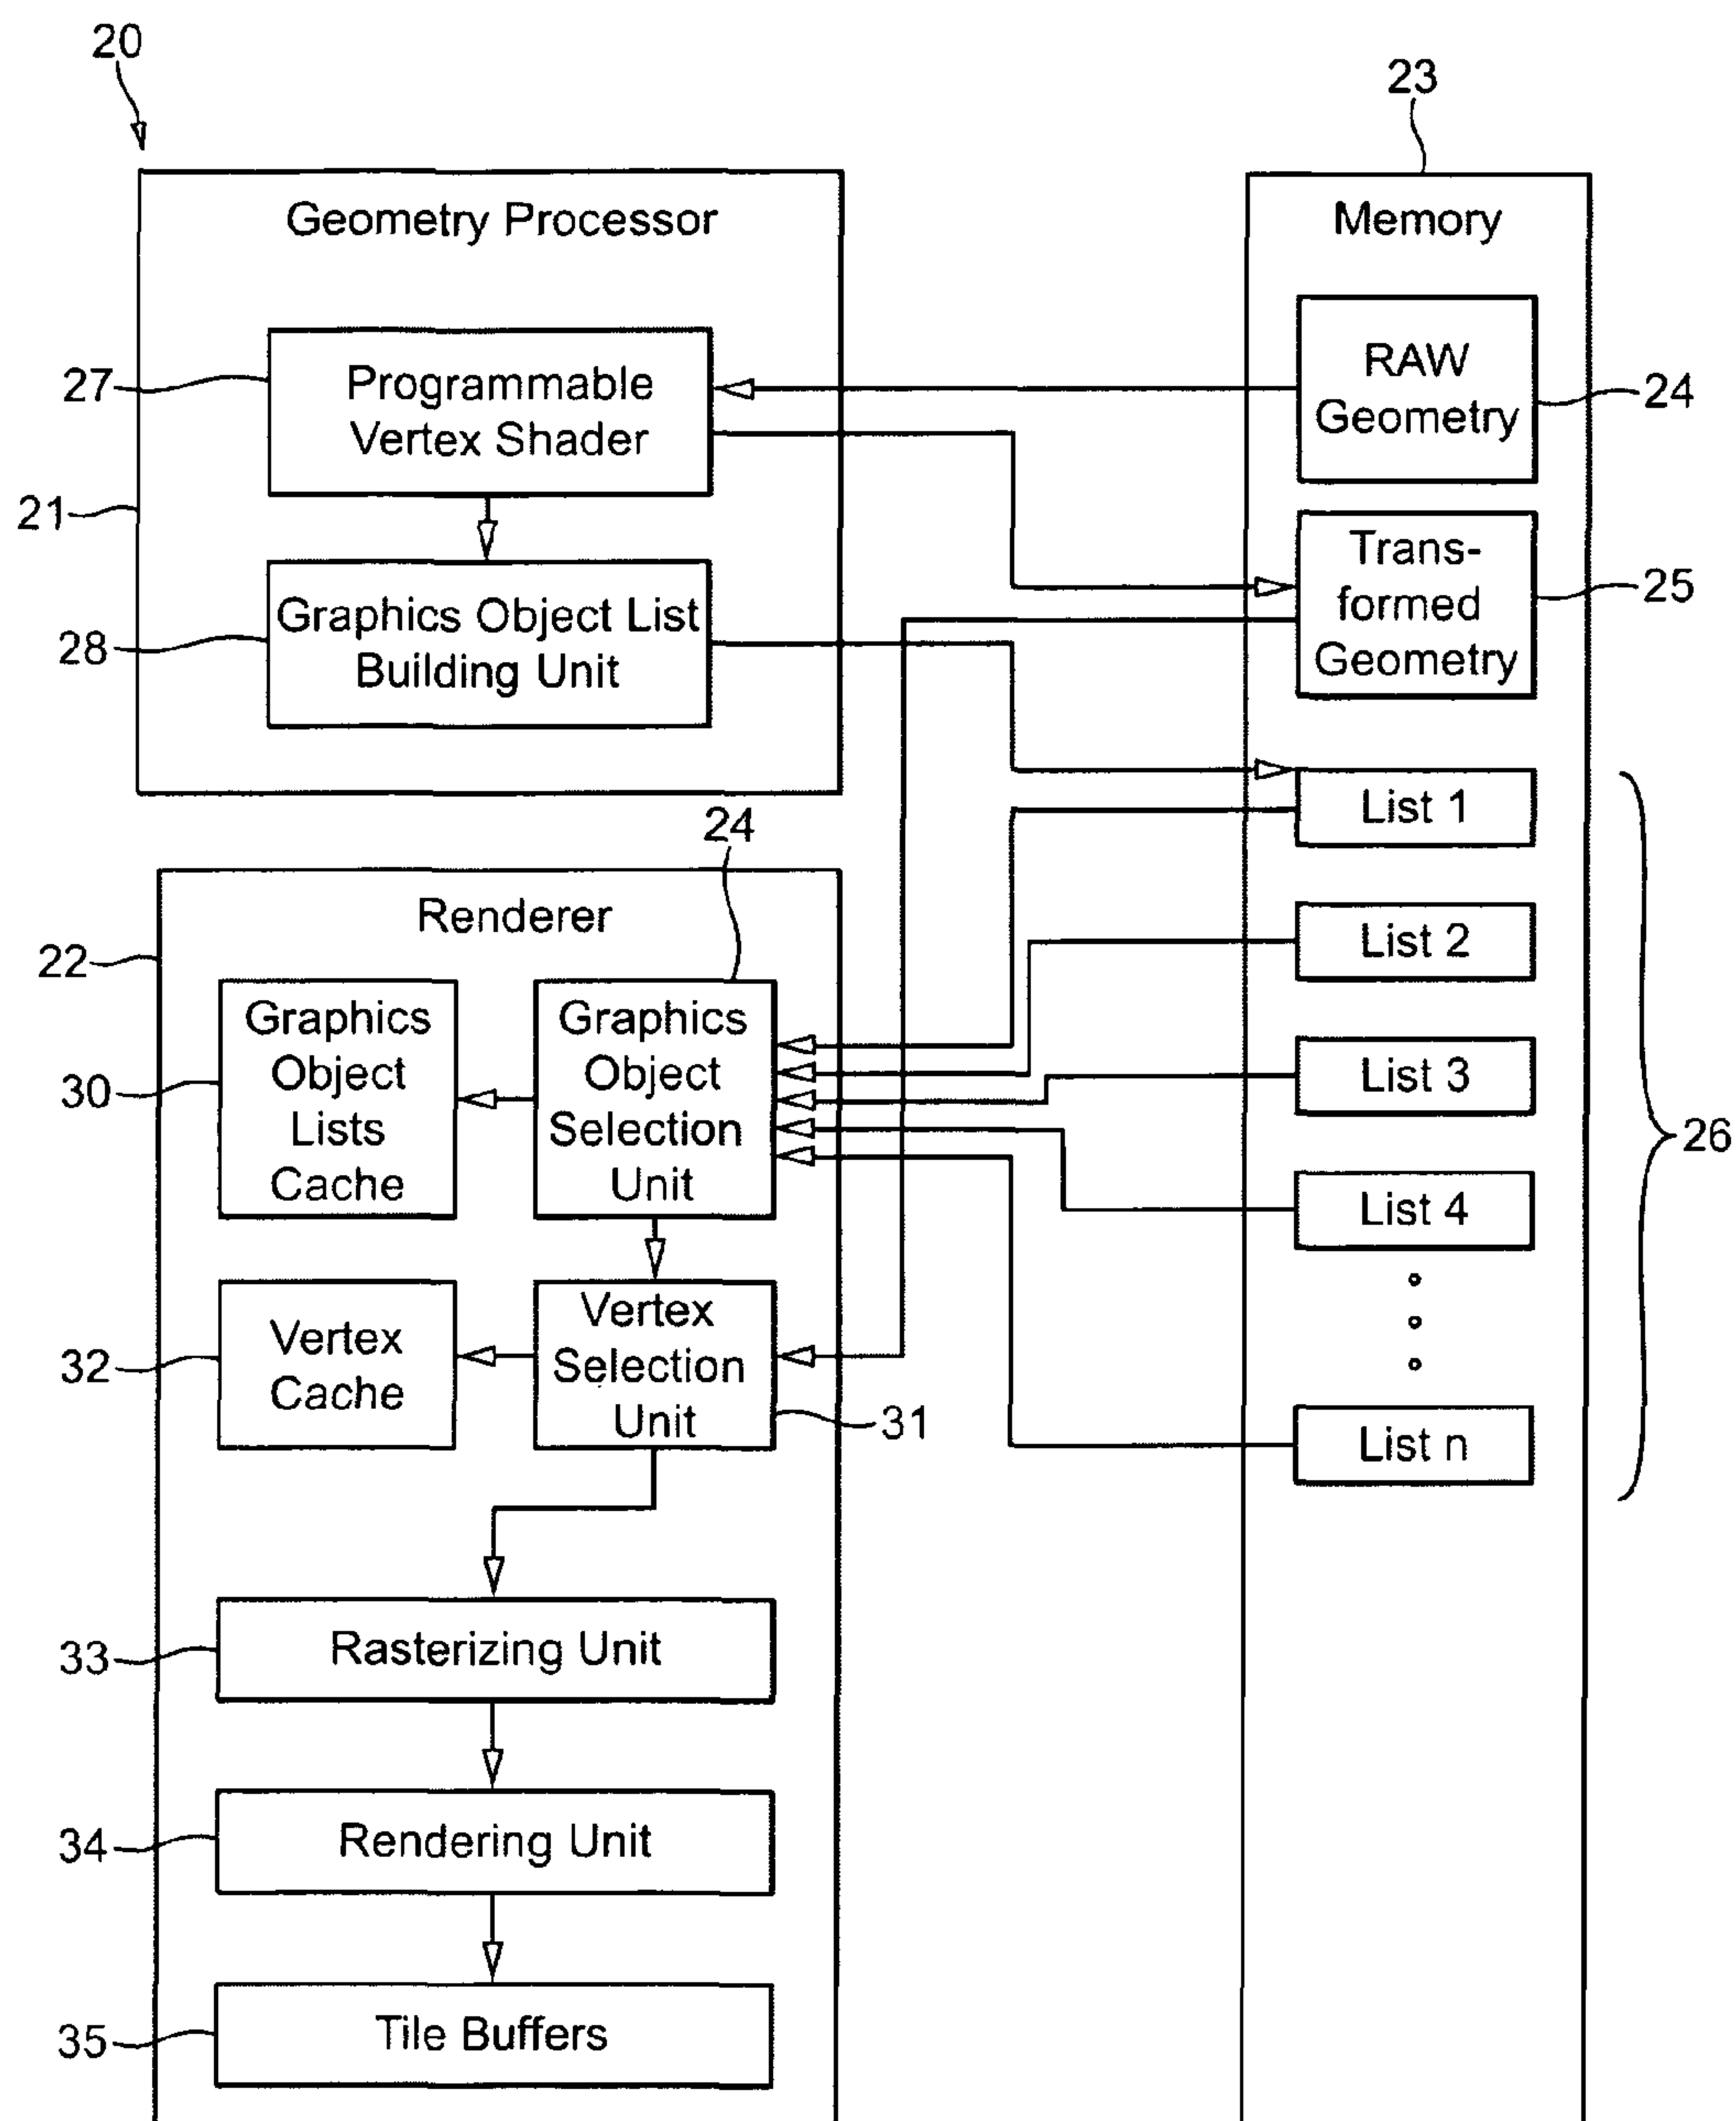 20
23
Geometry Processor
Memory
27
Programmable
Vertex Shader
RAW
Geometry
24
21
28
Graphics Object List
Building Unit
Trans-
formed
Geometry
25
List 1
List 2
List 3
List 4
List n
26
24
Renderer
22
30
Graphics
Object
Lists
Cache
Graphics
Object
Selection
Unit
32
Vertex
Cache
Vertex
Selection
Unit
31
33
Rasterizing Unit
34
Rendering Unit
35
Tile Buffers